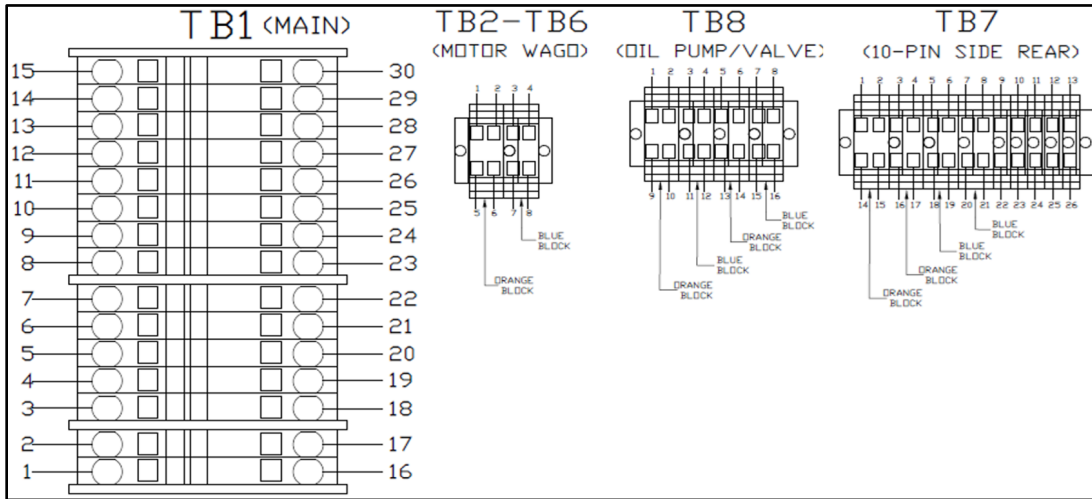 TB1 (MAIN)
15 30
14 29
13 28
12 27
11 26
10 25
9 24
8 23
7 22
6 21
5 20
4 19
3 18
2 17
1 16
TB2-TB6
(MOTOR WAGO)
1 2 3 4
5 6 7 8
BLUE
BLOCK
ORANGE
BLOCK
TB8
(OIL PUMP/VALVE)
1 2 3 4 5 6 7 8
9 10 11 12 13 14 15 16
BLUE
BLOCK
ORANGE
BLOCK
BLUE
BLOCK
ORANGE
BLOCK
TB7
(10-PIN SIDE REAR)
1 2 3 4 5 6 7 8 9 10 11 12 13
14 15 16 17 18 19 20 21 22 23 24 25 26
BLUE
BLOCK
BLUE
BLOCK
ORANGE
BLOCK
ORANGE
BLOCK